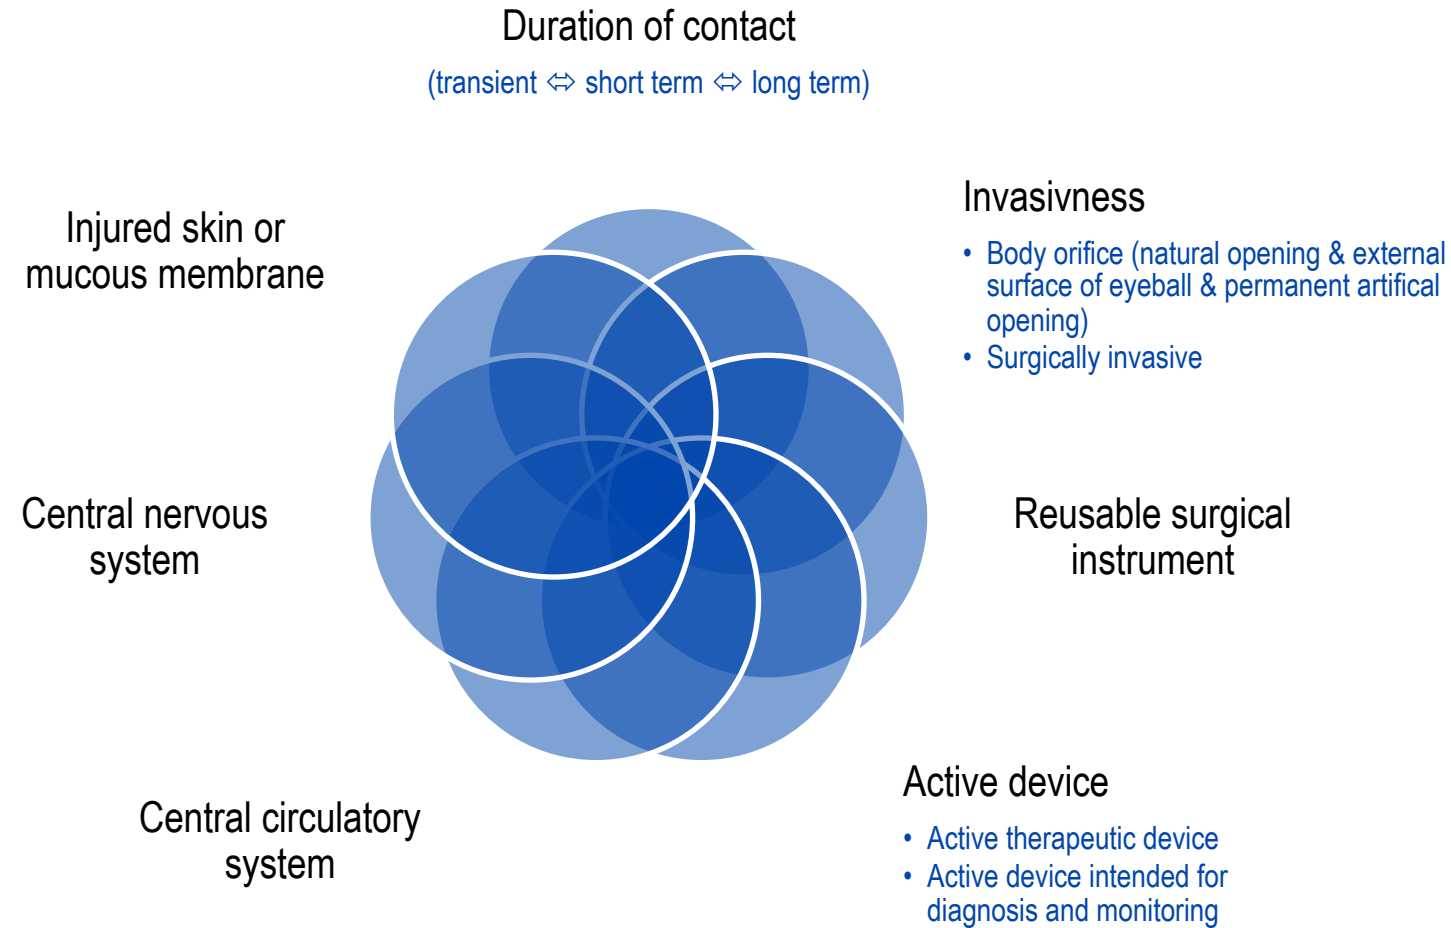 Duration of contact
(transient ⬄ short term ⬄ long term)
Invasivness
• Body orifice (natural opening & external
surface of eyeball & permanent artifical
opening)
• Surgically invasive
Injured skin or
mucous membrane
Central nervous
system
Reusable surgical
instrument
Central circulatory
system
Active device
• Active therapeutic device
• Active device intended for
diagnosis and monitoring